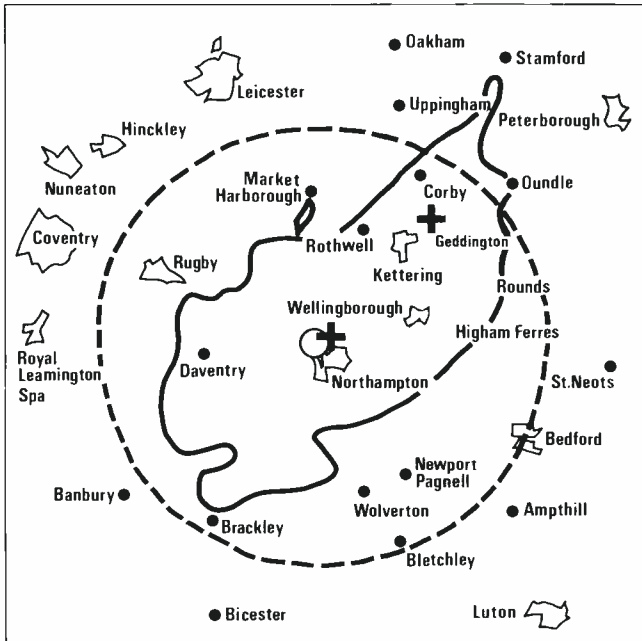 Oakham
Stamford
Leicester
Uppingham
Peterborough
Hinckley
Nuneaton
Market
Harborough
Corby
Oundle
Coventry
Rothwell
Geddington
Rugby
Kettering
Rounds
Wellingborough
Higham Ferres
Royal
Leamington
Spa
Daventry
Northampton
St.Neots
Bedford
Newport
Pagnell
Banbury
Wolverton
Ampthill
Brackley
Bletchley
Bicester
Luton